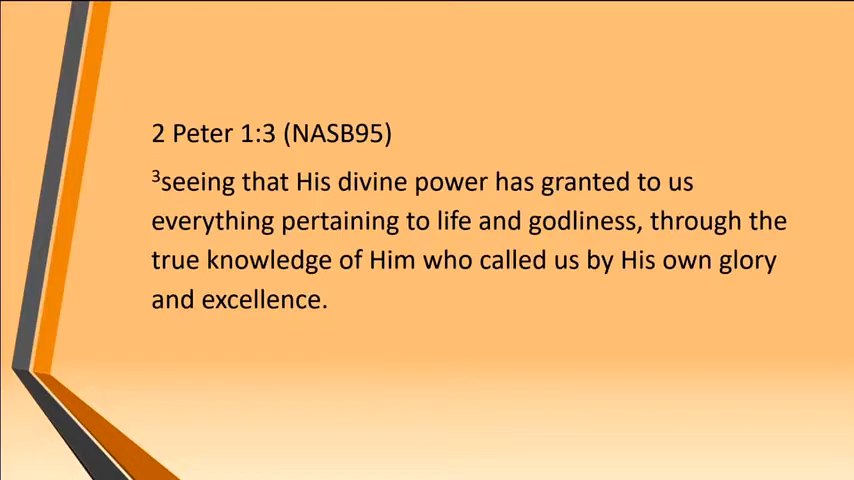 2 Peter 1:3 (NASB95)
³seeing that His divine power has granted to us
everything pertaining to life and godliness, through the
true knowledge of Him who called us by His own glory
and excellence.